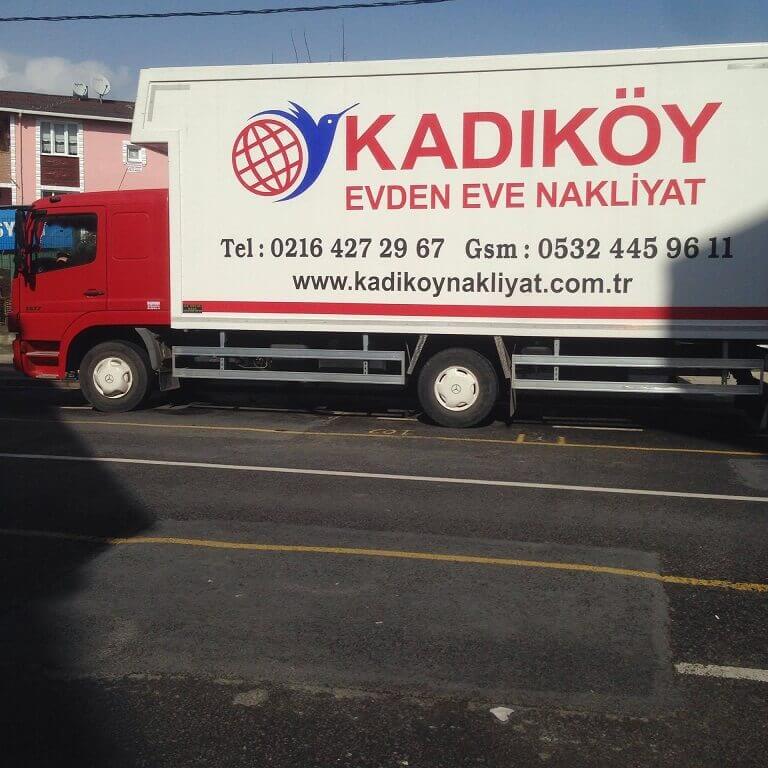 KADIKÖY
EVDEN EVE NAKLİYAT
Tel : 0216 427 29 67 Gsm : 0532 445 96 11
www.kadikoynakliyat.com.tr